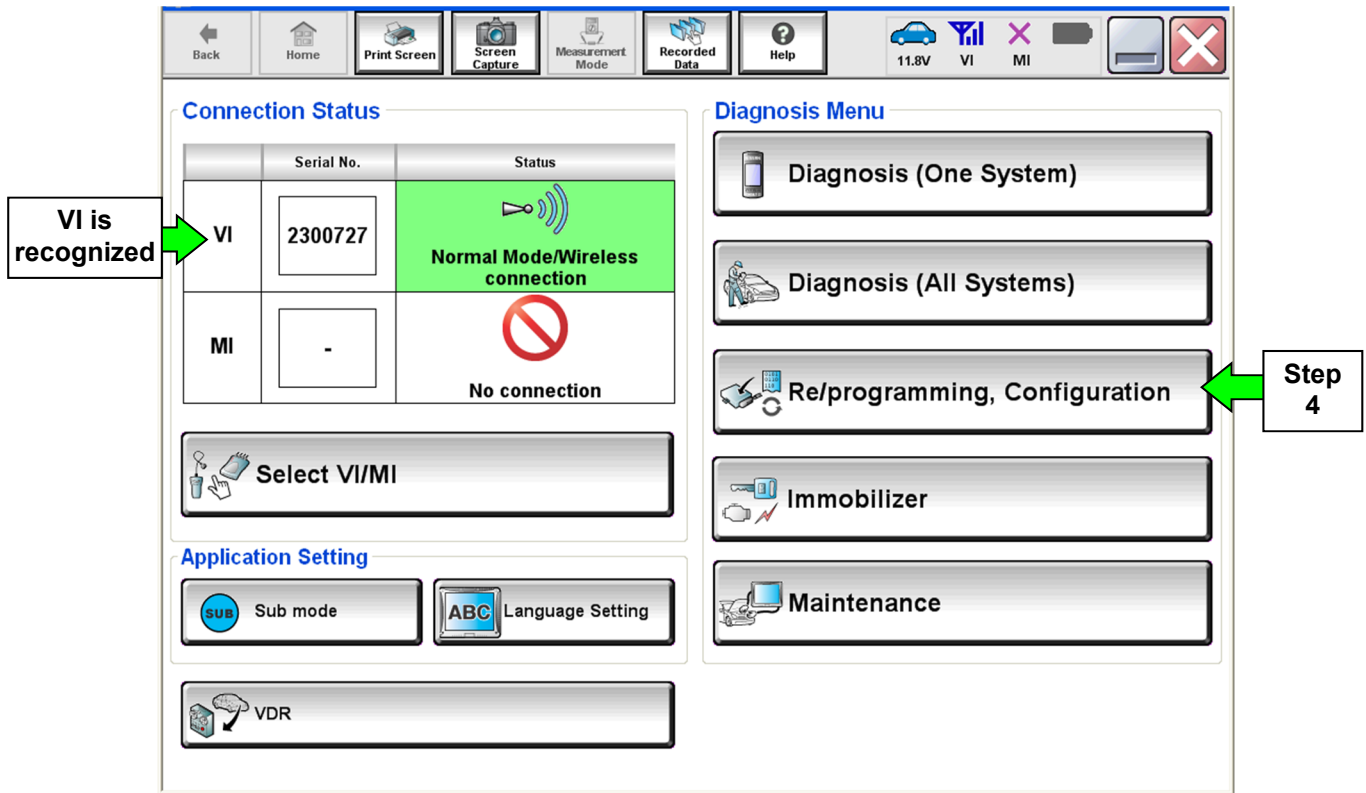 Back
Home
Print Screen
Screen
Capture
Measurement
Mode
Recorded
Data
Help
11.8V
VI
MI
Connection Status
Serial No.
Status
VI is
recognized
VI
2300727
Normal Mode/Wireless
connection
MI
-
No connection
Select VI/MI
Application Setting
SUB
Sub mode
ABC
Language Setting
VDR
Diagnosis Menu
Diagnosis (One System)
Diagnosis (All Systems)
Re/programming, Configuration
Step
4
Immobilizer
Maintenance